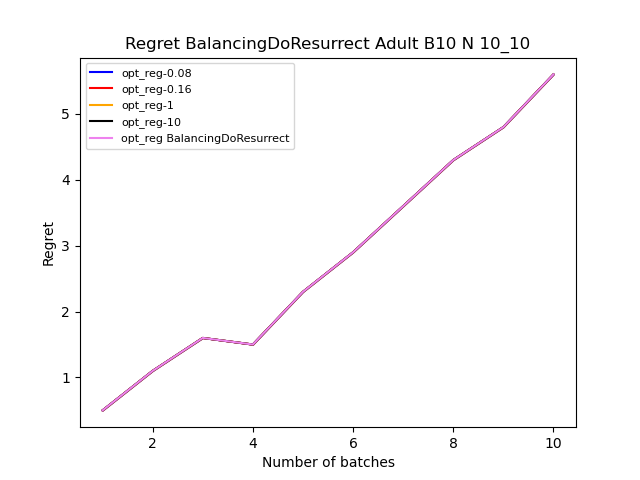 Regret BalancingDoResurrect Adult B10 N 10_10
opt_reg-0.08
opt_reg-0.16
opt_reg-1
opt_reg-10
opt_reg BalancingDoResurrect
Regret
5
4
3
2
1
2 4 6 8 10
Number of batches